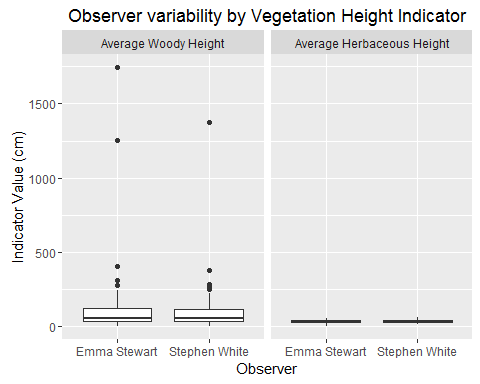 Observer variability by Vegetation Height Indicator
Average Woody Height
Average Herbaceous Height
Indicator Value (cm)
1500
1000
500
0
Emma Stewart
Stephen White
Emma Stewart
Stephen White
Observer